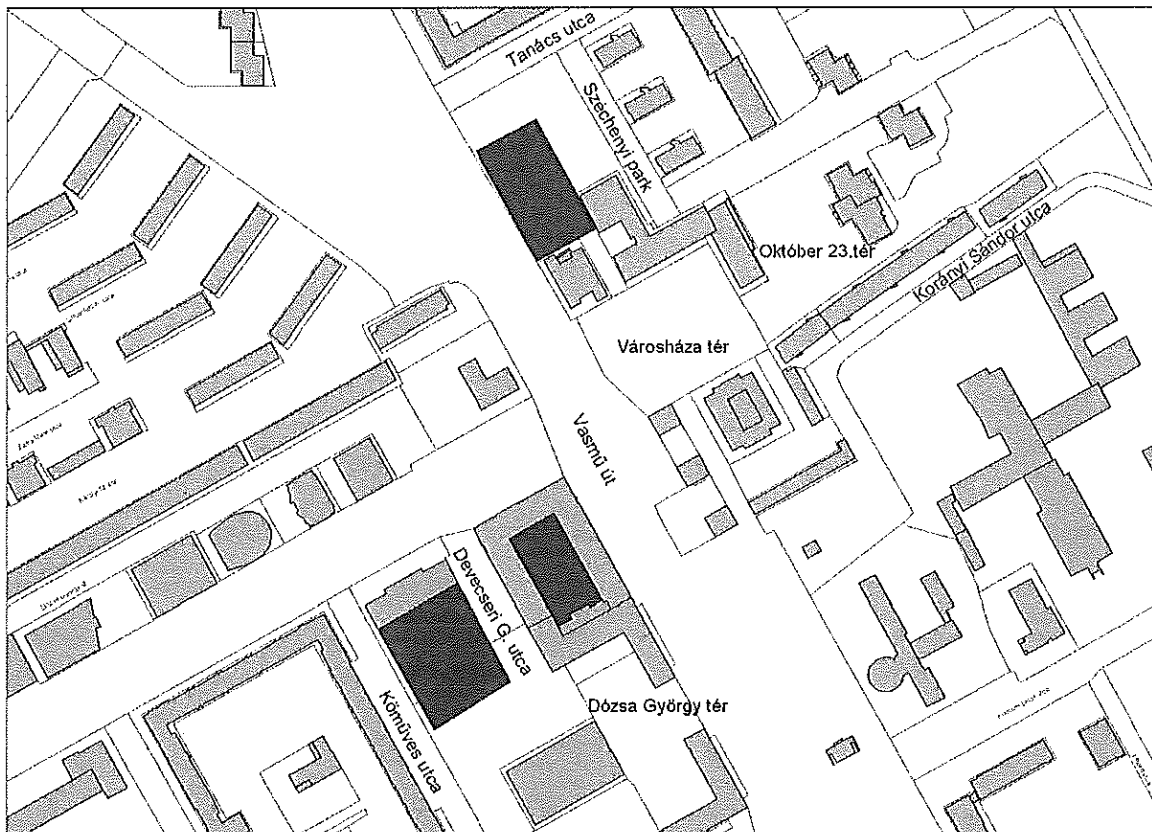 Tanács utca
Széchenyi park
Október 23.tér
Korányi Sándor utca
Városháza tér
Vasmű út
Devecseri G. utca
Dózsa György tér
Kőműves utca